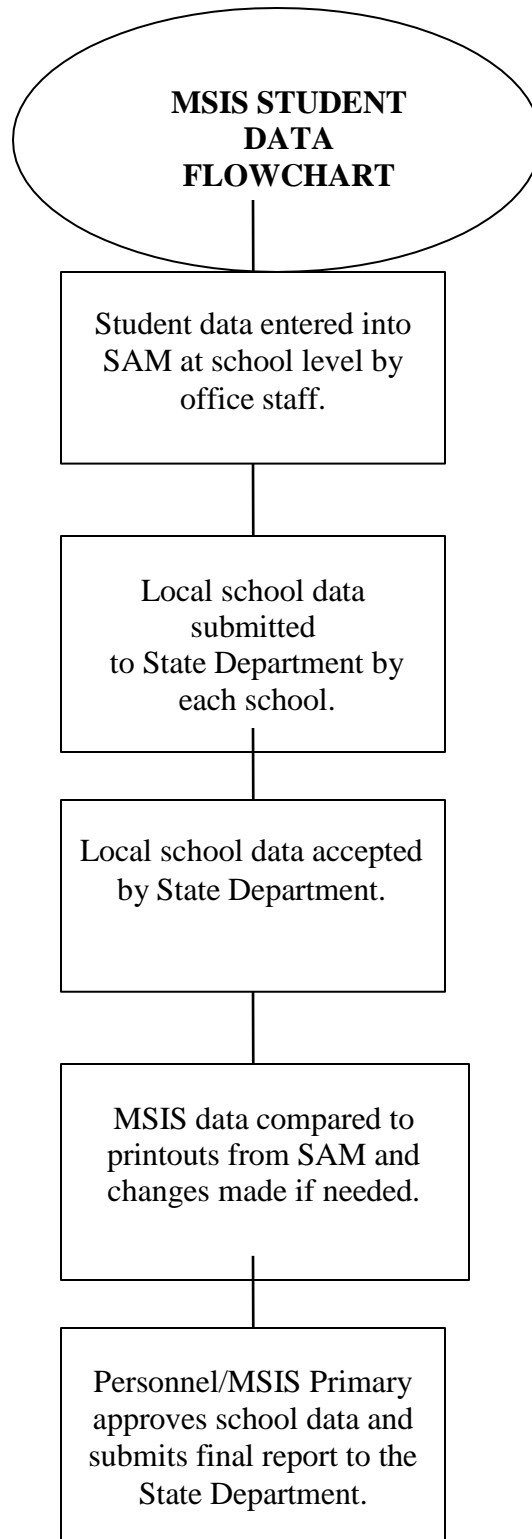 MSIS STUDENT
DATA
FLOWCHART
Student data entered into
SAM at school level by
office staff.
Local school data
submitted
to State Department by
each school.
Local school data accepted
by State Department.
MSIS data compared to
printouts from SAM and
changes made if needed.
Personnel/MSIS Primary
approves school data and
submits final report to the
State Department.